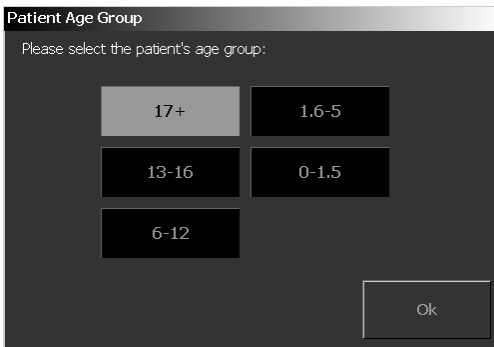 Patient Age Group
Please select the patient's age group:
17+
1.6-5
13-16
0-1.5
6-12
Ok